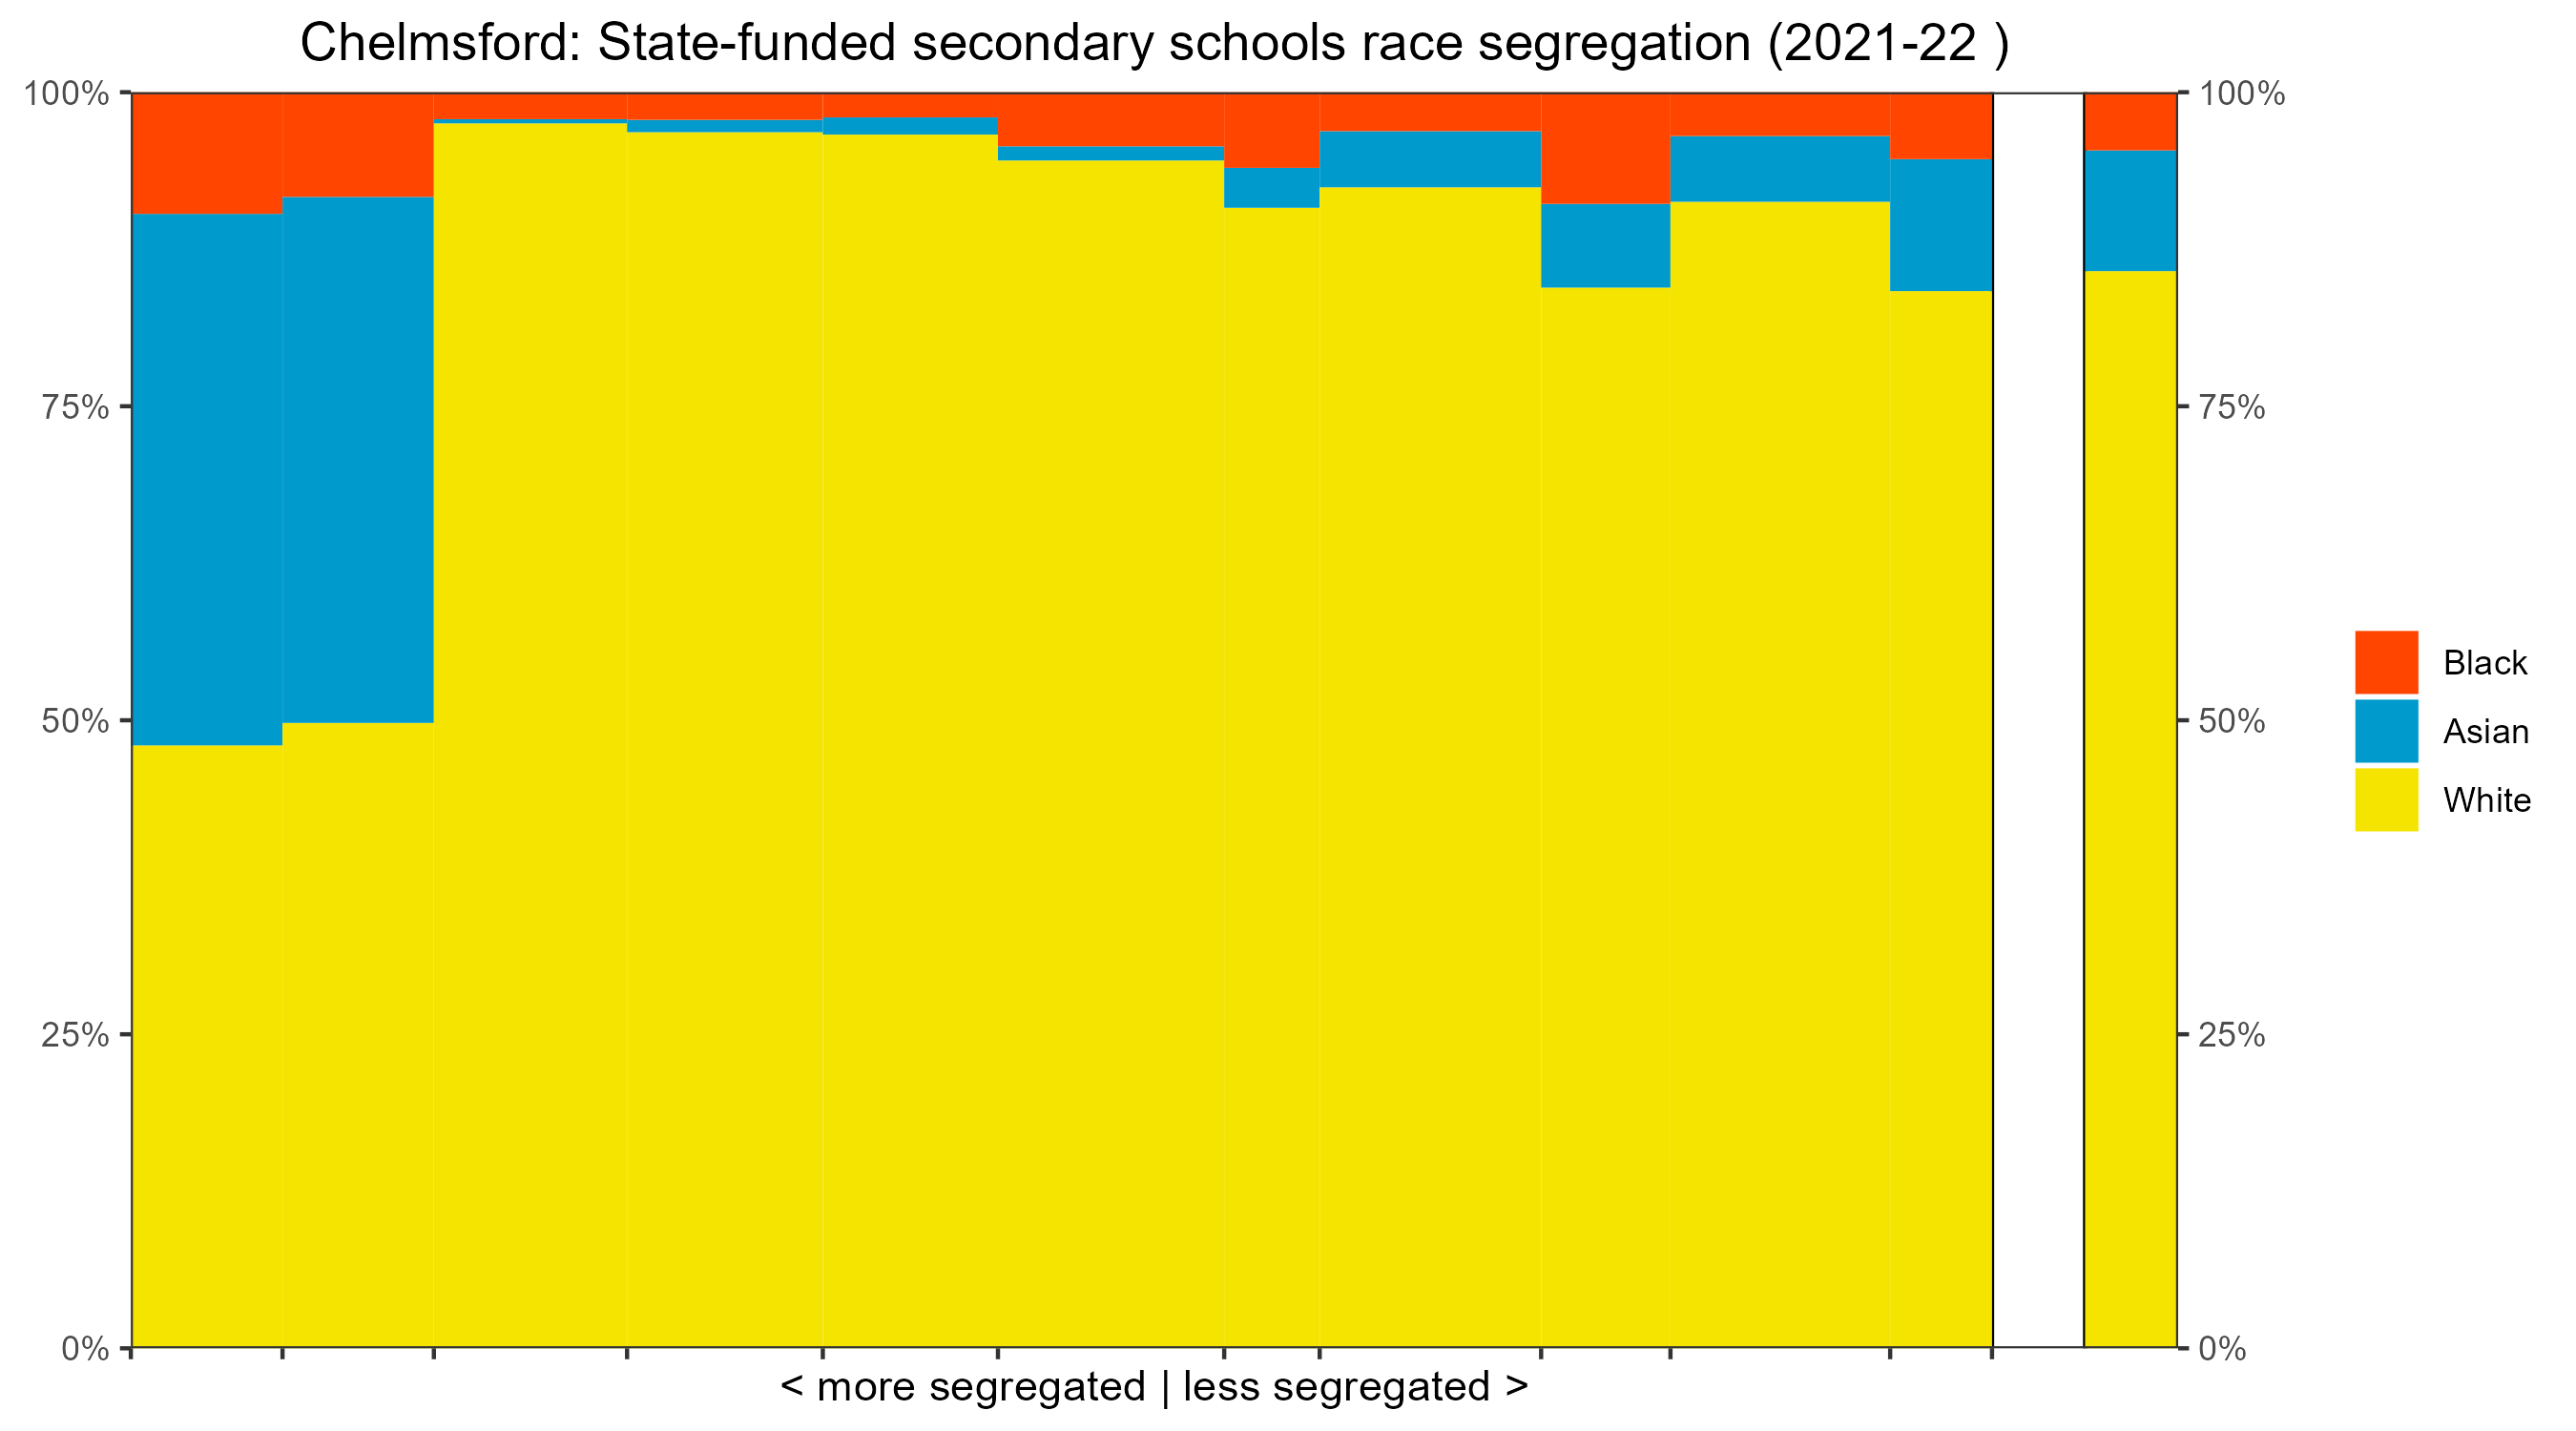 Chelmsford: State-funded secondary schools race segregation (2021-22 )
100%
75%
50%
25%
0%
100%
75%
50%
25%
0%
Black
Asian
White
< more segregated | less segregated >